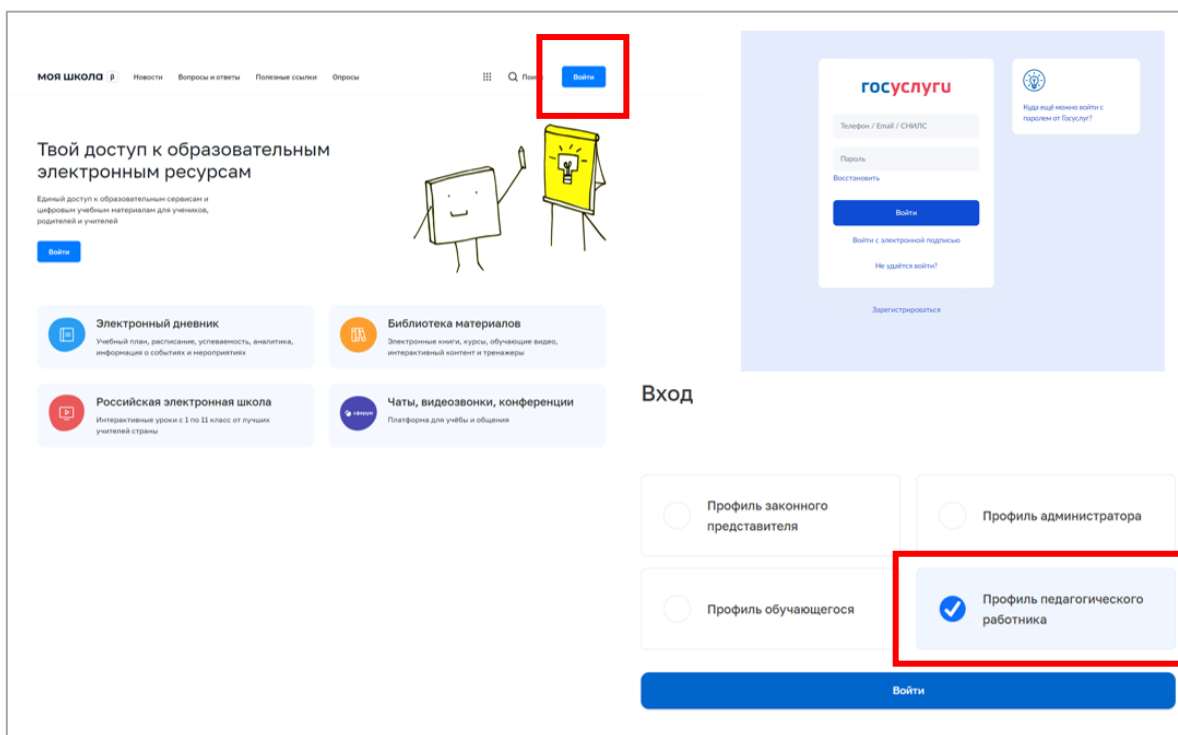 моя школа β Новости Вопросы и ответы Полезные ссылки Опросы Войти
Твой доступ к образовательным
электронным ресурсам
Единый доступ к образовательным сервисам и
цифровым учебным материалам для учеников,
родителей и учителей
Войти
Электронный дневник
Учебный план, расписание, успеваемость, аналитика,
информация о событиях и мероприятиях
Библиотека материалов
Электронные книги, курсы, обучающие видео,
интерактивный контент и тренажеры
Российская электронная школа
Интерактивные уроки с 1 по 11 класс от лучших
учителей страны
сферум
Чаты, видеозвонки, конференции
Платформа для учёбы и общения
госуслуги
Телефон / Email / СНИЛС
Пароль
Восстановить
Войти
Войти с электронной подписью
Не удаётся войти?
Зарегистрироваться
Куда ещё можно войти с
паролем от Госуслуг?
Вход
Профиль законного
представителя
Профиль администратора
Профиль обучающегося
Профиль педагогического
работника
Войти